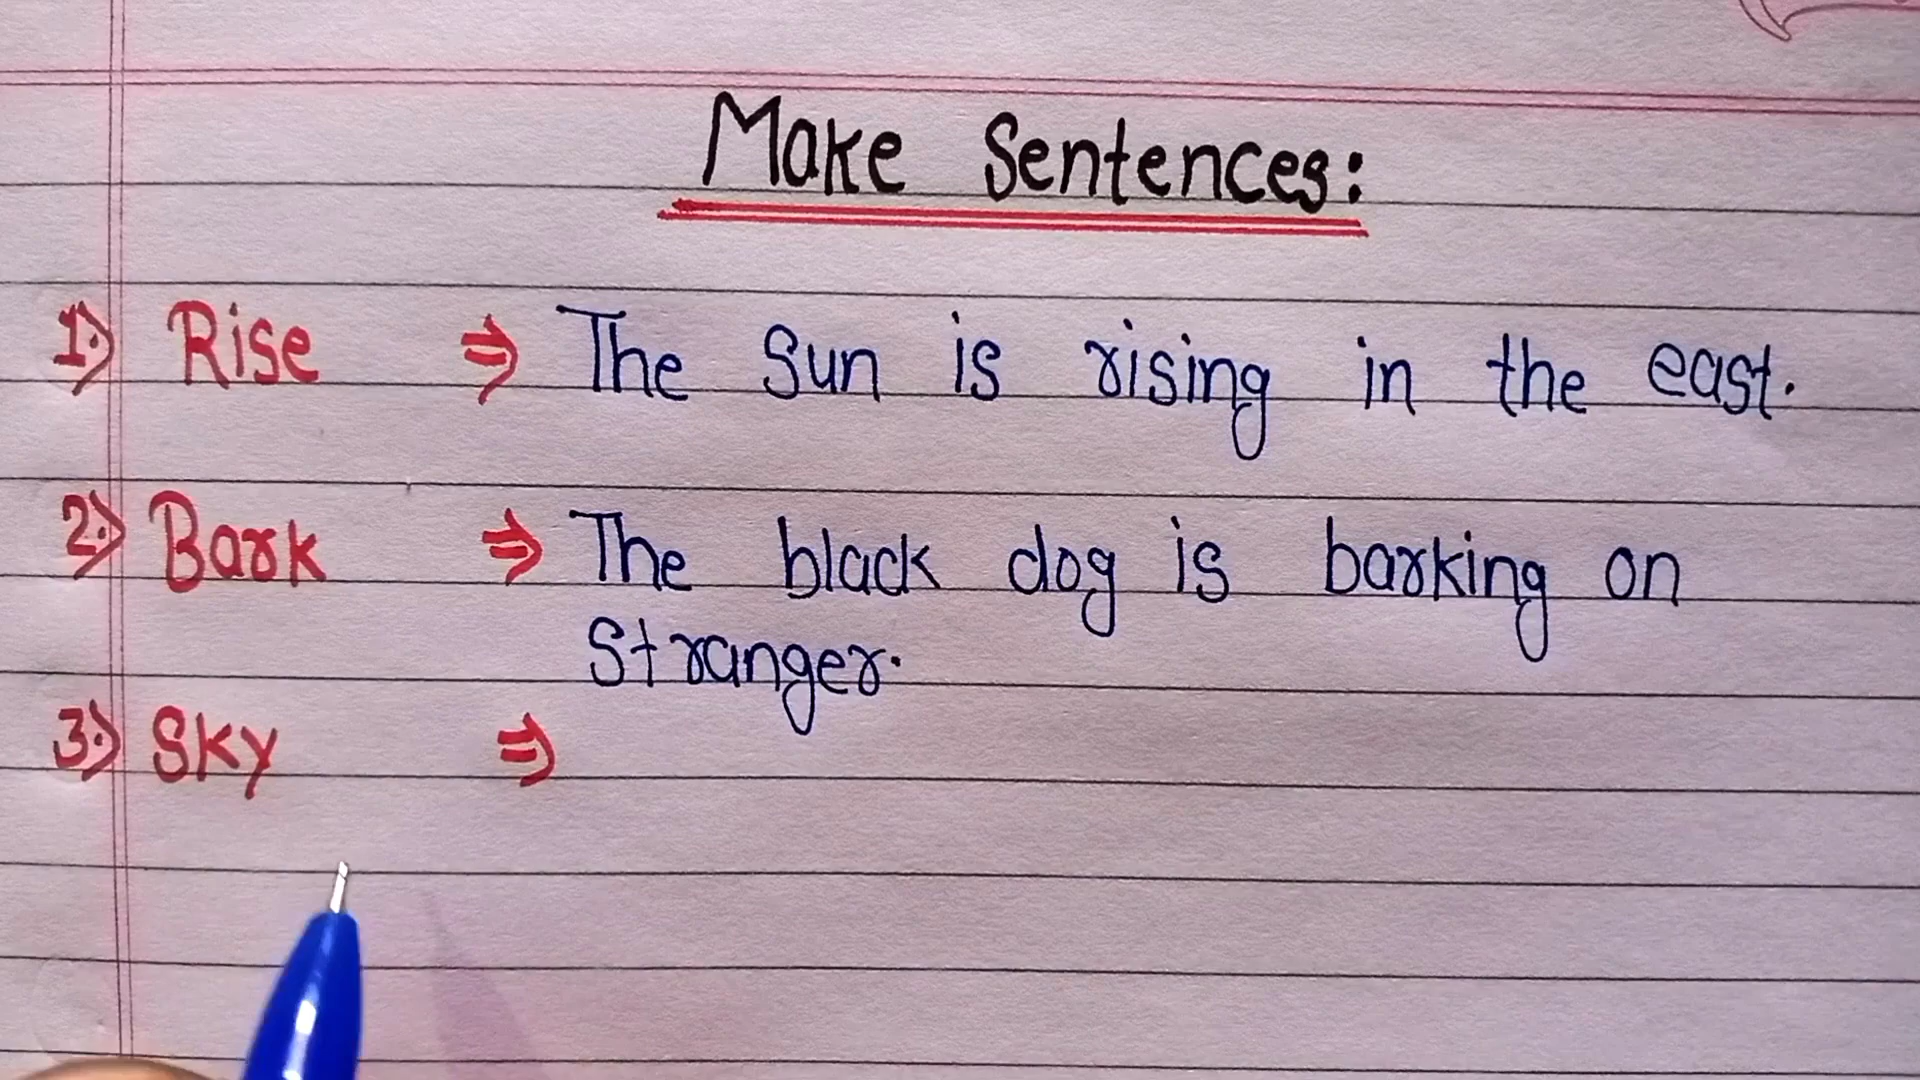 Make Sentences:
1.) Rise ⇒ The Sun is rising in the east.
2.) Bark ⇒ The black dog is barking on
Stranger.
3.) Sky ⇒